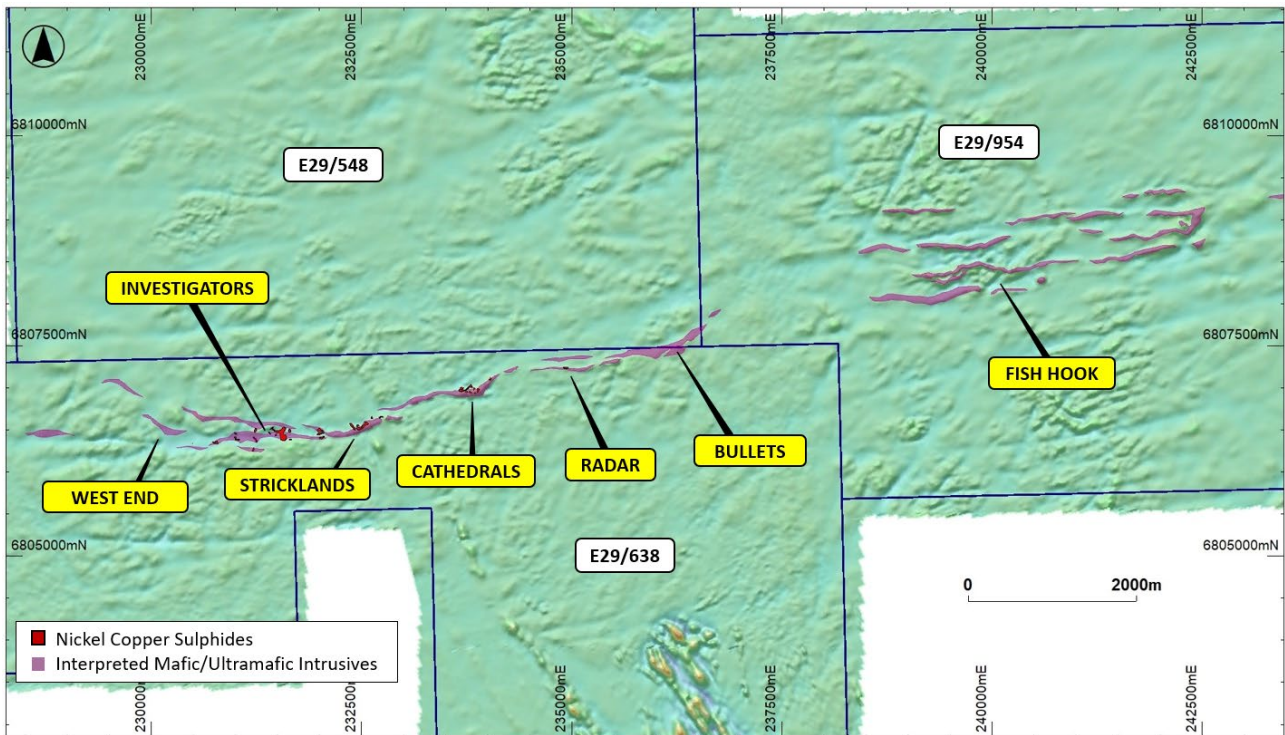 230000mE
232500mE
235000mE
237500mE
240000mE
242500mE
6810000mN
6810000mN
E29/548
E29/954
INVESTIGATORS
6807500mN
6807500mN
FISH HOOK
BULLETS
RADAR
CATHEDRALS
STRICKLANDS
WEST END
6805000mN
6805000mN
E29/638
0 2000m
Nickel Copper Sulphides
Interpreted Mafic/Ultramafic Intrusives
230000mE
232500mE
235000mE
237500mE
240000mE
242500mE